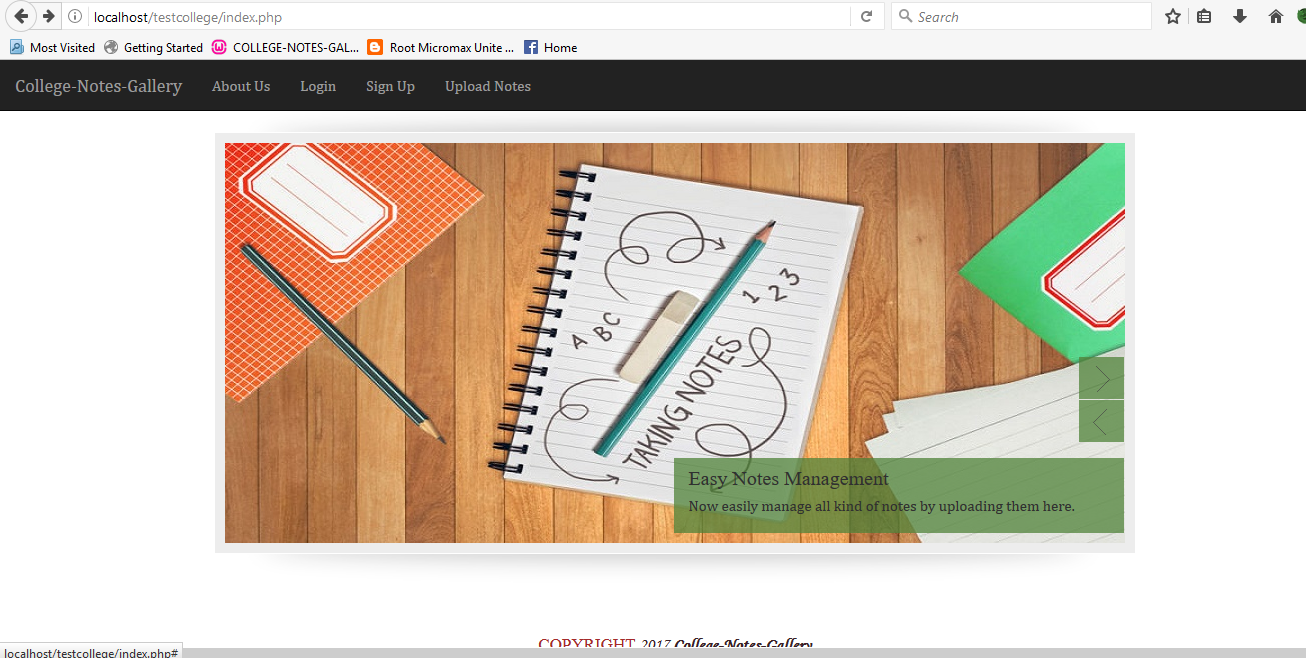 localhost/testcollege/index.php
Search
Most Visited Getting Started COLLEGE-NOTES-GAL... Root Micromax Unite ... Home
College-Notes-Gallery About Us Login Sign Up Upload Notes
A B C
1 2 3
TAKING NOTES
Easy Notes Management
Now easily manage all kind of notes by uploading them here.
COPYRIGHT 2017 College-Notes-Gallery
localhost/testcollege/index.php#